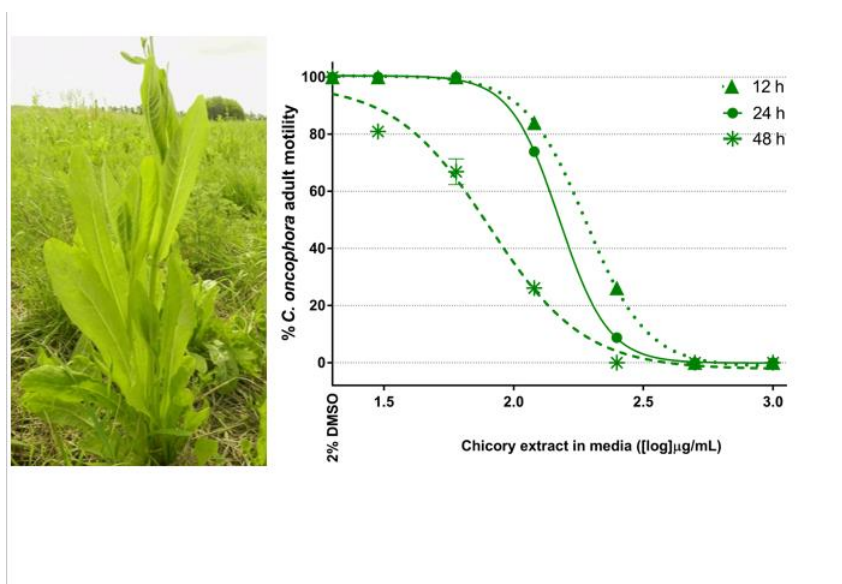 100
80
60
40
20
0
% C. oncophora adult motility
12 h
24 h
48 h
2% DMSO
1.5
2.0
2.5
3.0
Chicory extract in media ([log]µg/mL)